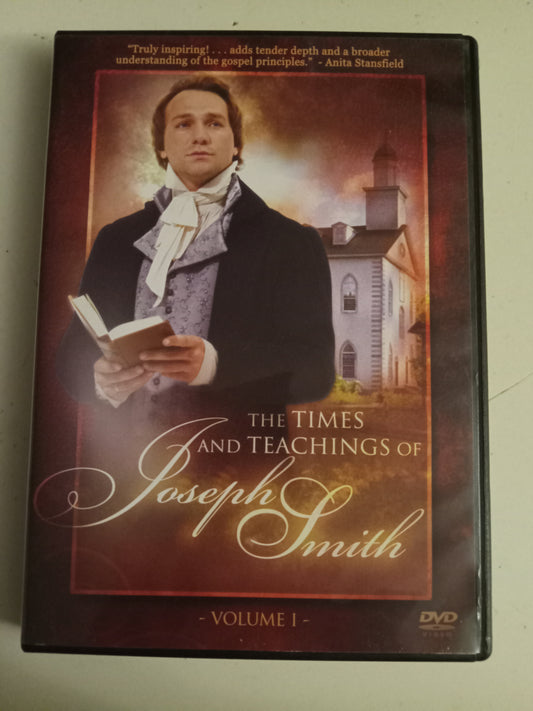 “Truly inspiring! . . . adds tender depth and a broader
understanding of the gospel principles.” - Anita Stansfield
THE TIMES
AND TEACHINGS OF
Joseph
Smith
- VOLUME I -
DVD
VIDEO